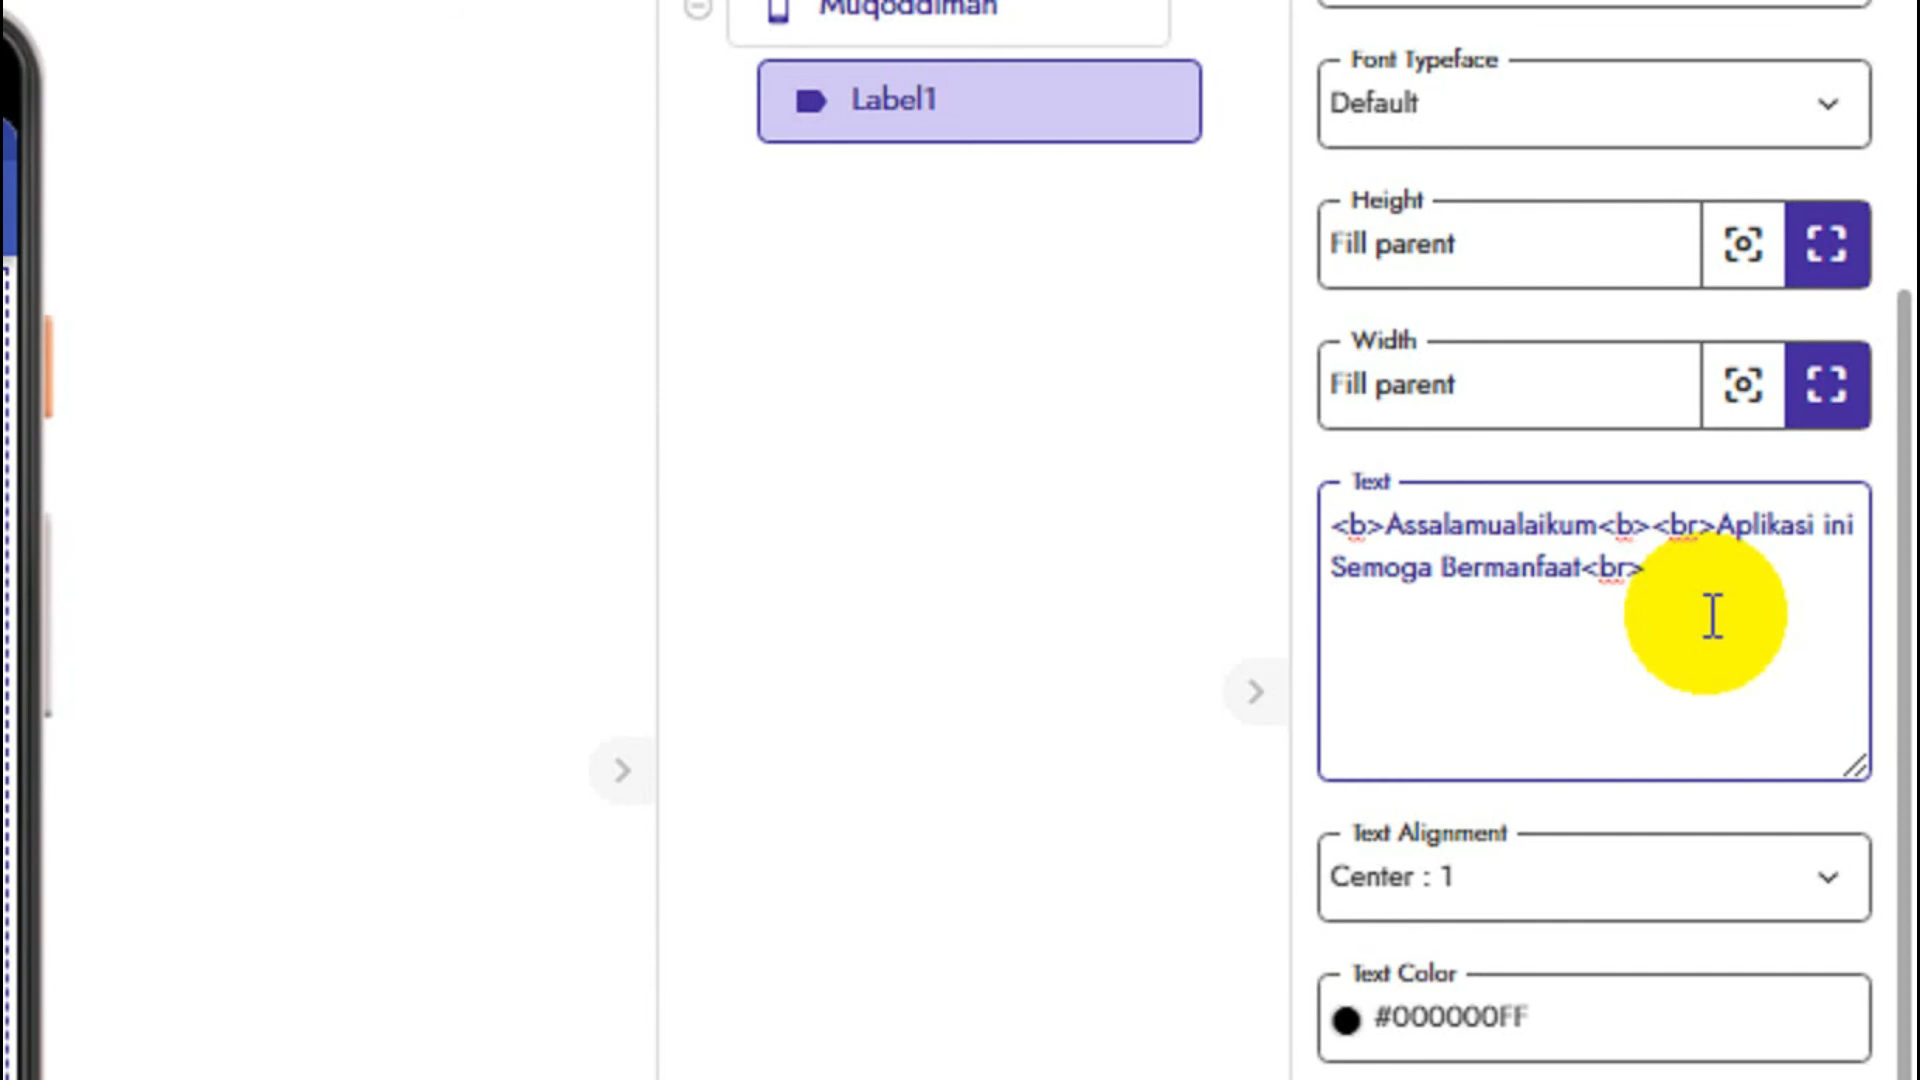 Muqoddimah
Label1
Font Typeface
Default
Height
Fill parent
Width
Fill parent
Text
<b>Assalamualaikum<b><br>Aplikasi ini
Semoga Bermanfaat<br>
Text Alignment
Center : 1
Text Color
#000000FF